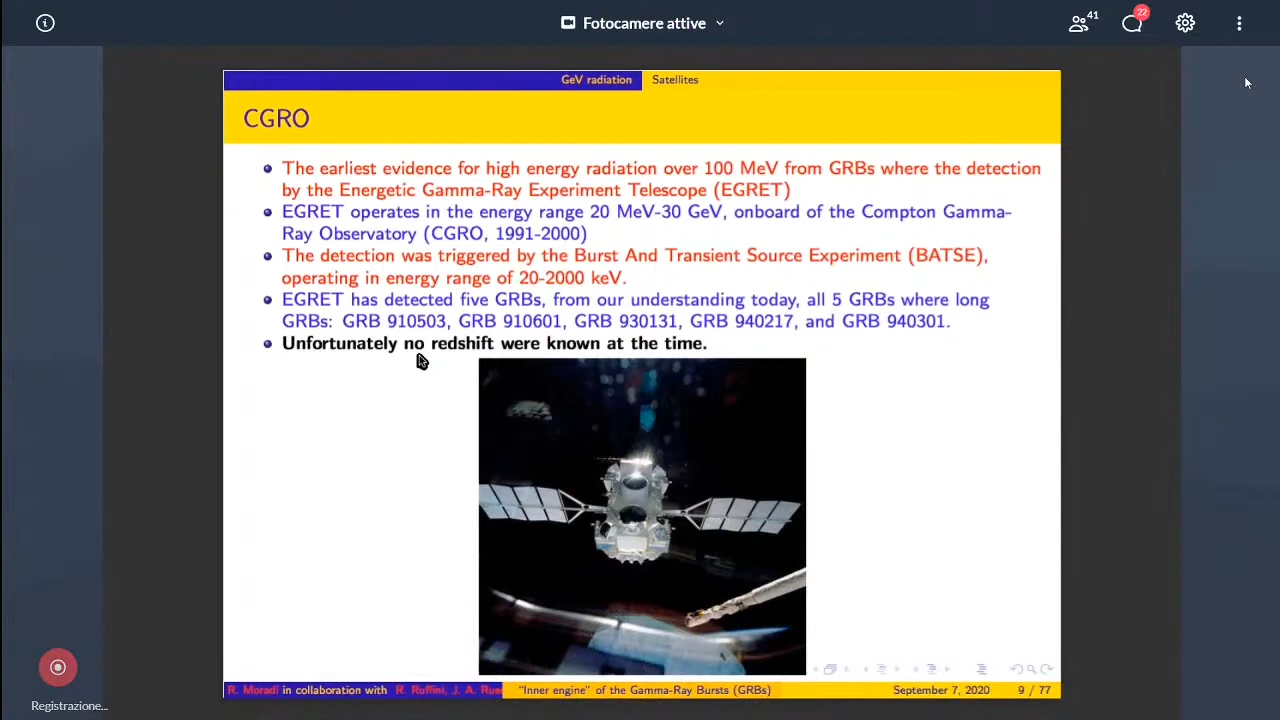 Fotocamere attive
41
22
GeV radiation
Satellites
CGRO
The earliest evidence for high energy radiation over 100 MeV from GRBs where the detection
by the Energetic Gamma-Ray Experiment Telescope (EGRET)
EGRET operates in the energy range 20 MeV-30 GeV, onboard of the Compton Gamma-
Ray Observatory (CGRO, 1991-2000)
The detection was triggered by the Burst And Transient Source Experiment (BATSE),
operating in energy range of 20-2000 keV.
EGRET has detected five GRBs, from our understanding today, all 5 GRBs where long
GRBs: GRB 910503, GRB 910601, GRB 930131, GRB 940217, and GRB 940301.
Unfortunately no redshift were known at the time.
R. Moradi in collaboration with R. Ruffini, J. A. Rue
"Inner engine" of the Gamma-Ray Bursts (GRBs)
September 7, 2020
9 / 77
Registrazione...